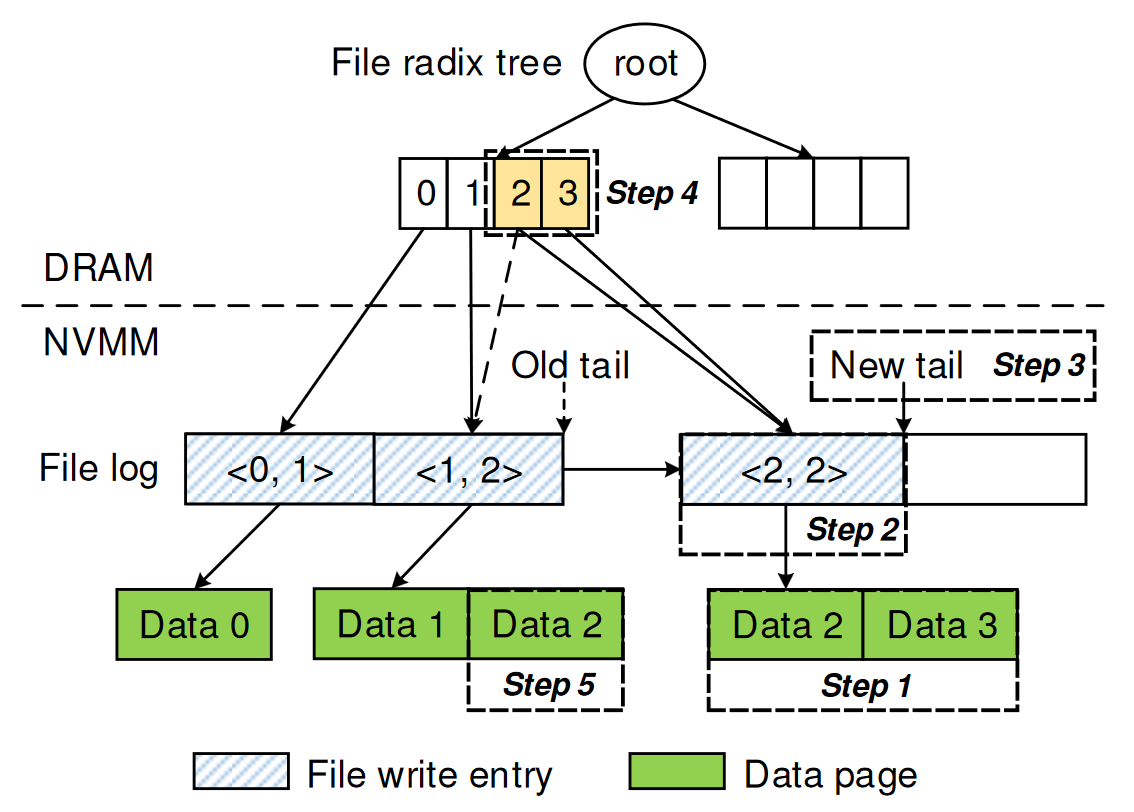 File radix tree root
0 1 2 3 Step 4
DRAM
NVMM
Old tail New tail Step 3
File log <0, 1> <1, 2> <2, 2>
Step 2
Data 0 Data 1 Data 2 Data 2 Data 3
Step 5 Step 1
File write entry Data page